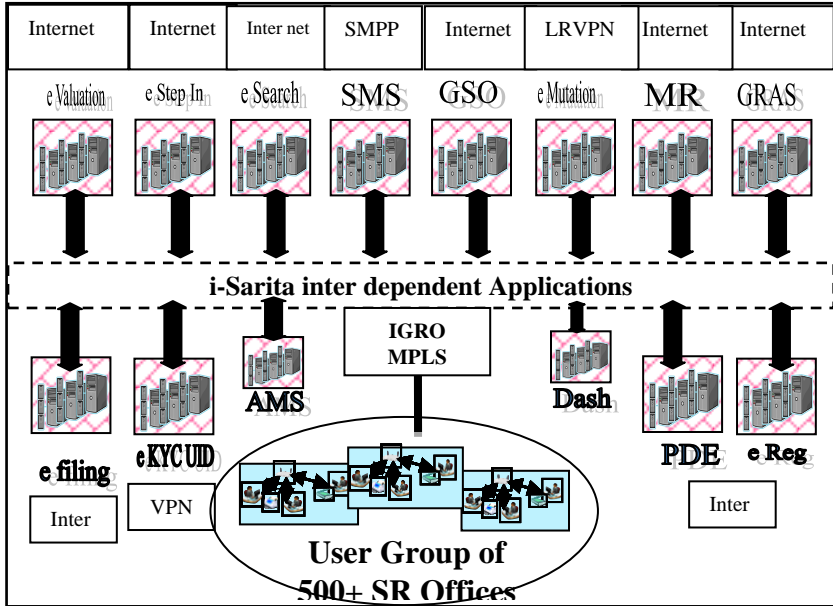 Internet
Internet
Inter net
SMPP
Internet
LRVPN
Internet
Internet
e Valuation
e Step In
e Search
SMS
GSO
e Mutation
MR
GRAS
i-Sarita inter dependent Applications
IGRO
MPLS
AMS
Dash
e filing
e KYC UID
PDE
e Reg
Inter
VPN
Inter
User Group of
500+ SR Offices